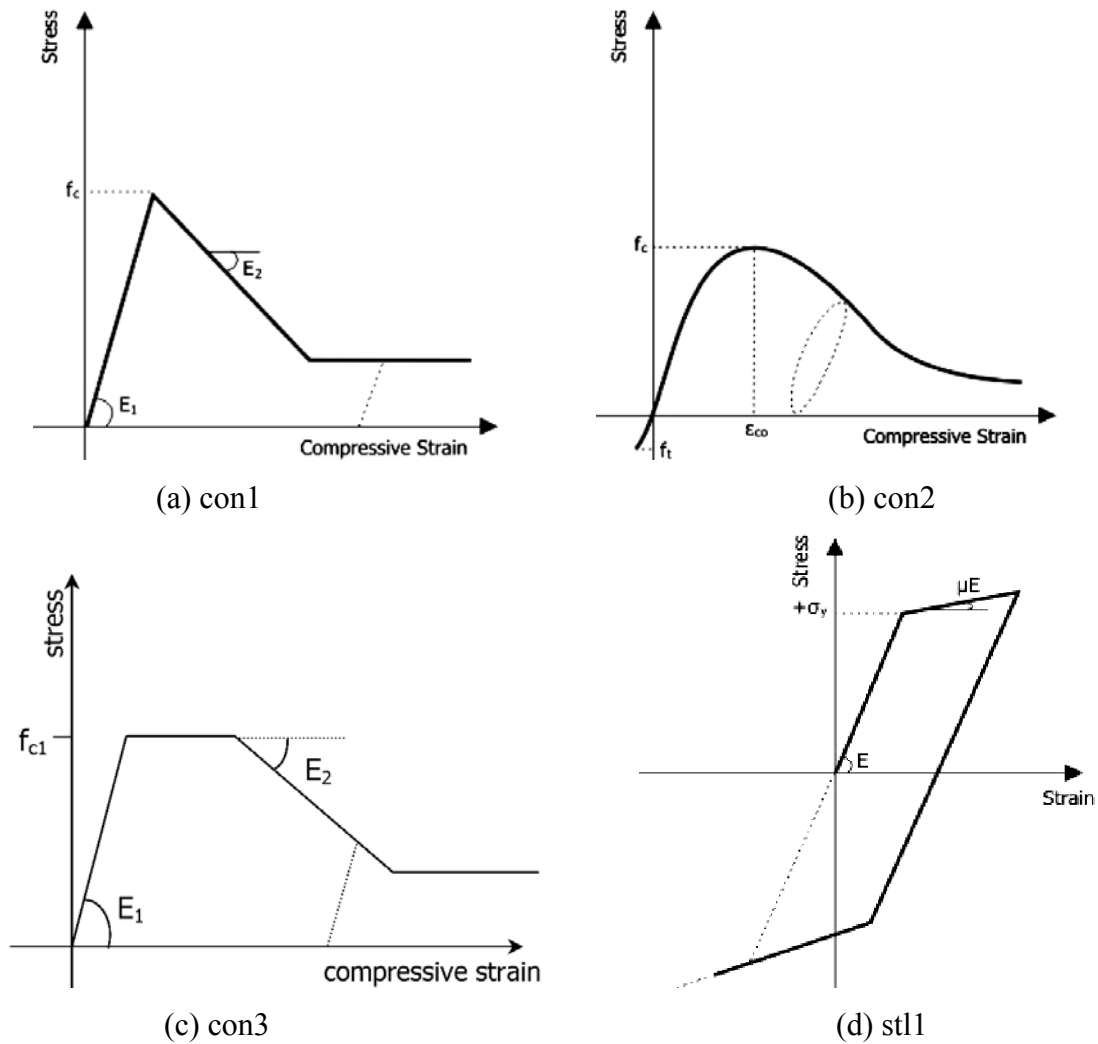 Stress
f_c
E_2
E_1
Compressive Strain
(a) con1
Stress
f_c
f_t
ε_co
Compressive Strain
(b) con2
stress
f_c1
E_2
E_1
compressive strain
(c) con3
Stress
+σ_y
μE
E
Strain
(d) stl1